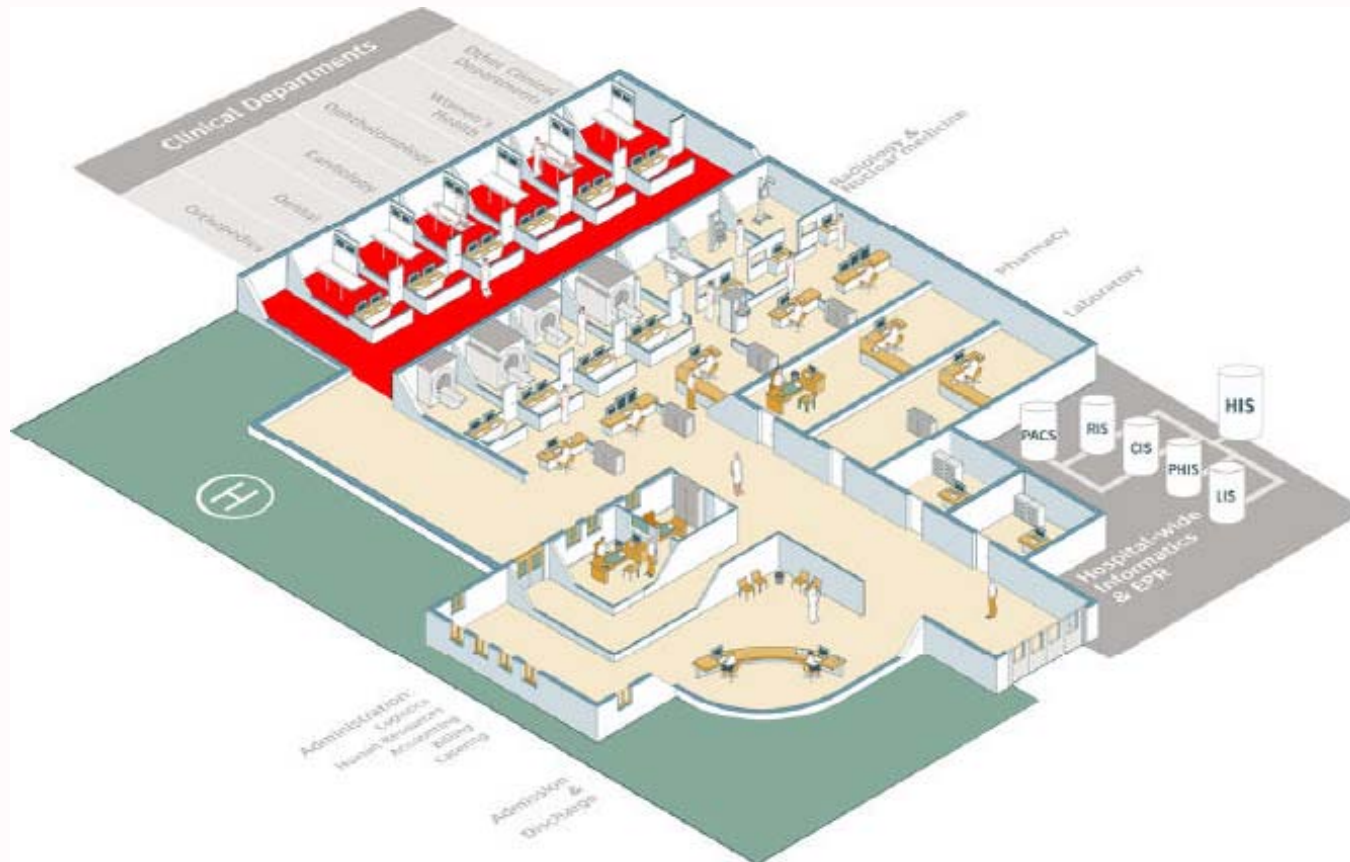 Clinical Departments
Other Clinical
Departments
Women's
Health
Ophthalmology
Cardiology
Dental
Orthopedics
Radiology &
Nuclear medicine
Pharmacy
Laboratory
HIS
PACS
RIS
CIS
PHIS
LIS
Hospital-wide
Informatics
& EPR
H
Administration:
Logistics
Human Resources
Accounting
Billing
Catering
Admission
&
Discharge